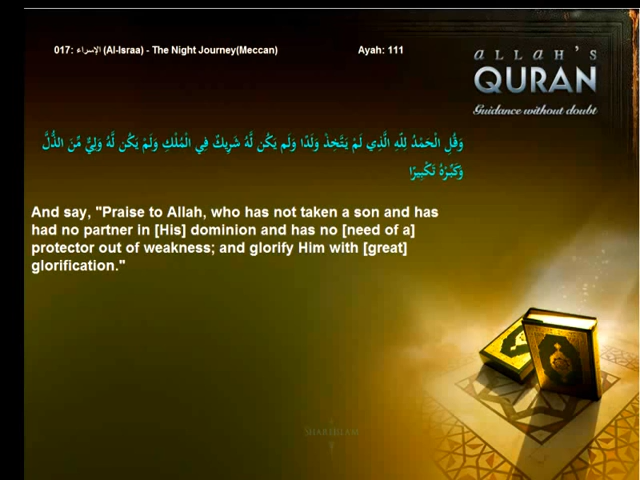 017: الإسراء (Al-Israa) - The Night Journey(Meccan) Ayah: 111
ALLAH'S
QURAN
Guidance without doubt
وَقُلِ الْحَمْدُ لِلَّهِ الَّذِي لَمْ يَتَّخِذْ وَلَدًا وَلَم يَكُن لَّهُ شَرِيكٌ فِي الْمُلْكِ وَلَمْ يَكُن لَّهُ وَلِيٌّ مِّنَ الذُّلِّ
وَكَبِّرْهُ تَكْبِيرًا
And say, "Praise to Allah, who has not taken a son and has
had no partner in [His] dominion and has no [need of a]
protector out of weakness; and glorify Him with [great]
glorification."